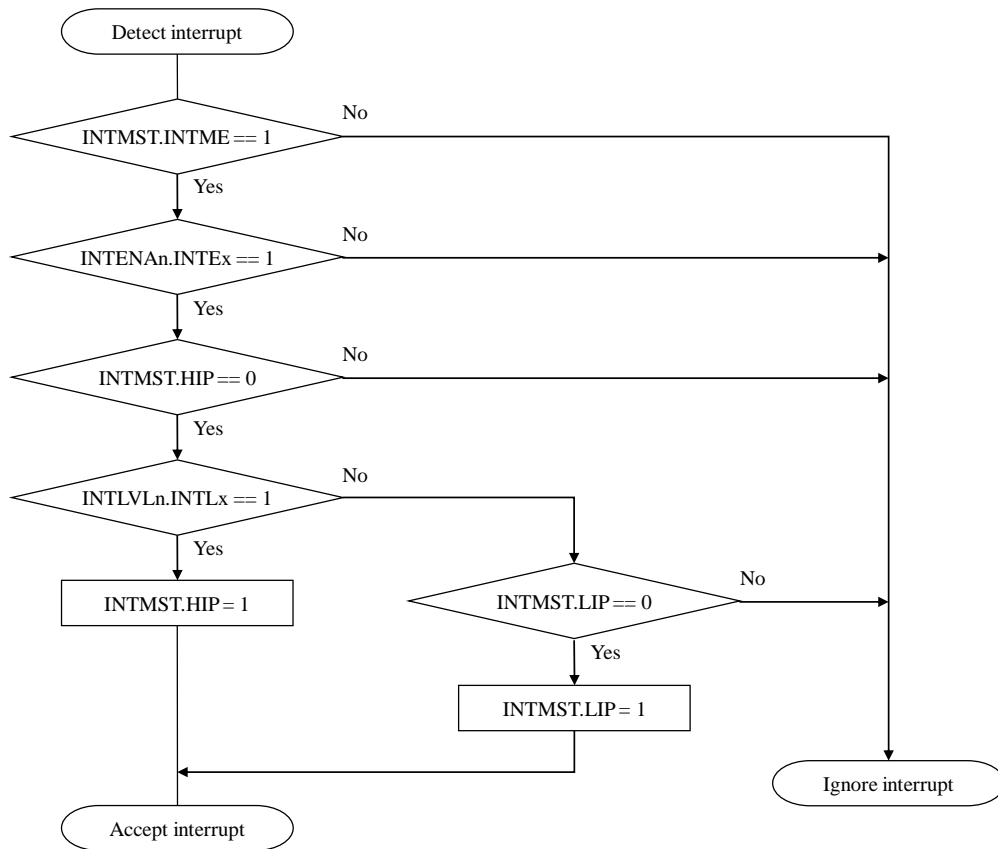 Detect interrupt
No
INTMST.INTME == 1
Yes
No
INTENAn.INTEx == 1
Yes
No
INTMST.HIP == 0
Yes
No
INTLVLn.INTLx == 1
Yes
No
INTMST.HIP = 1
INTMST.LIP == 0
Yes
INTMST.LIP = 1
Ignore interrupt
Accept interrupt